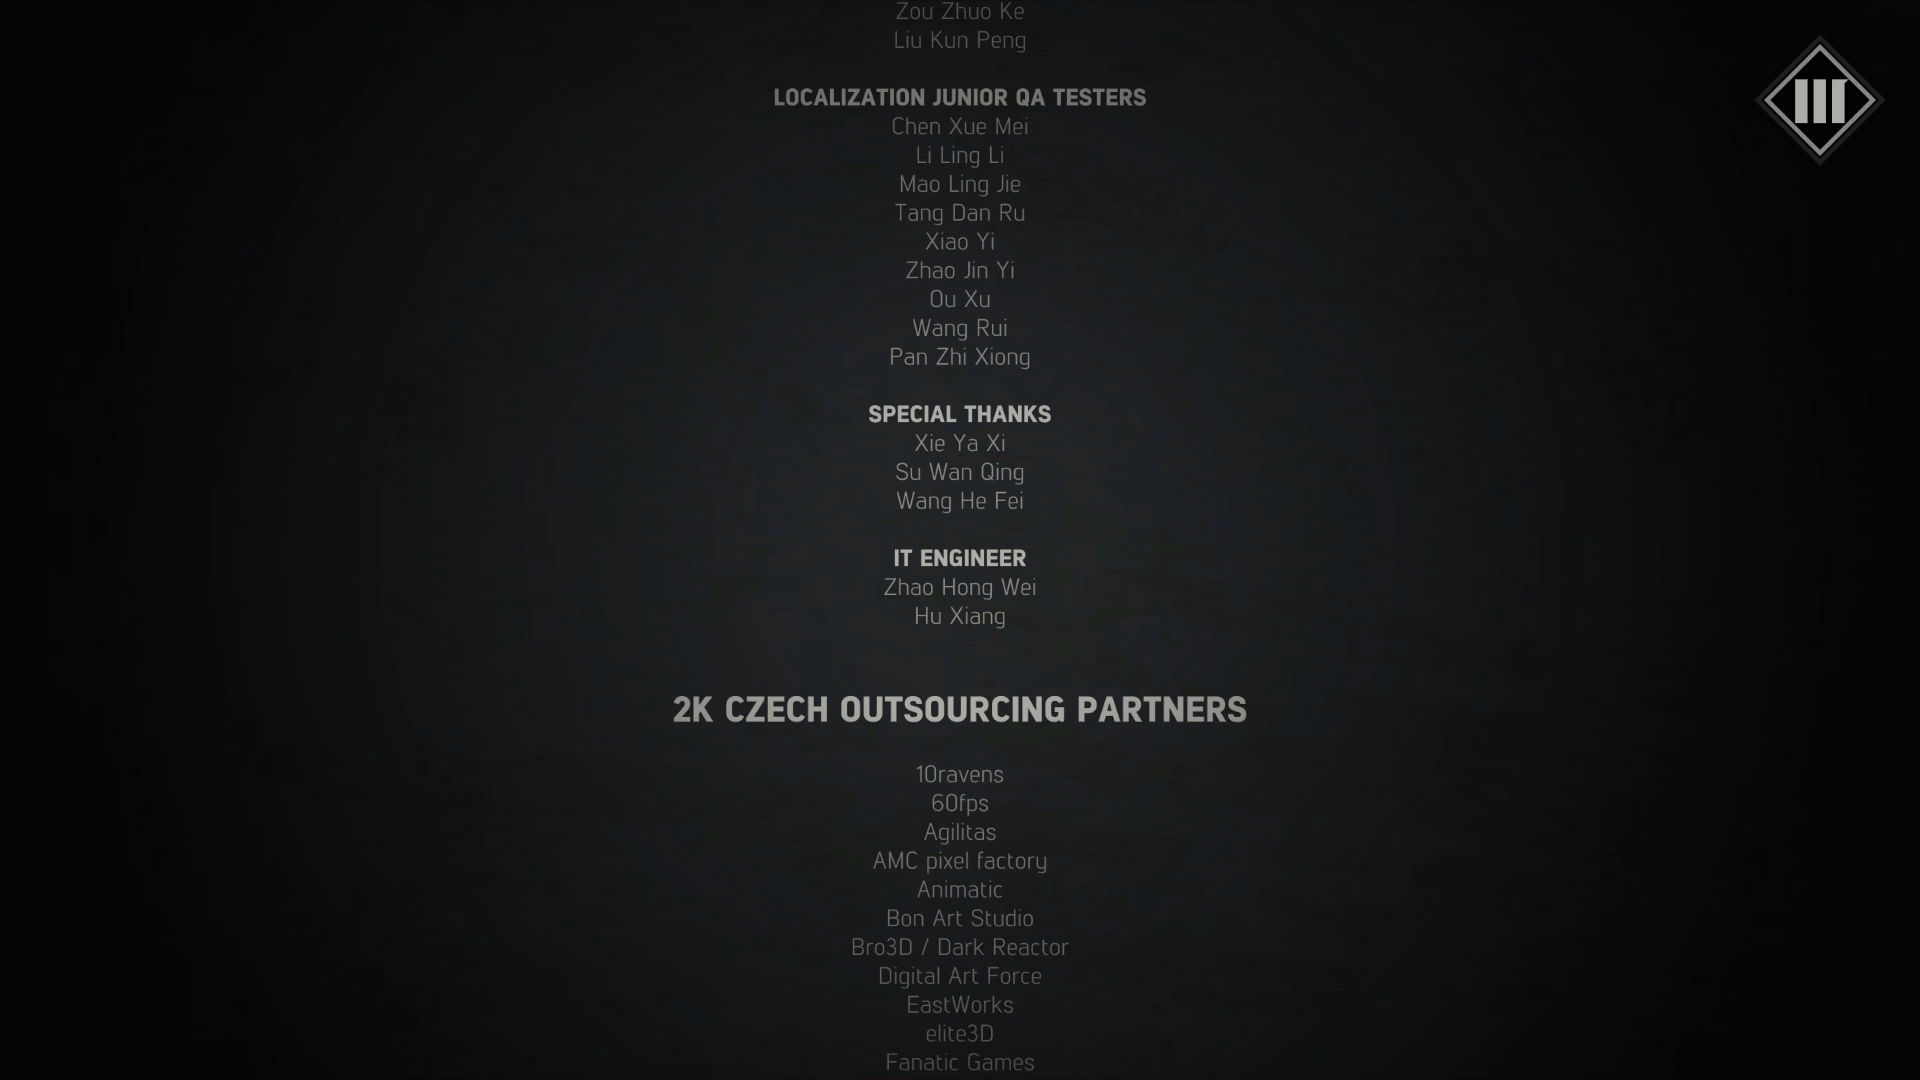 Zou Zhuo Ke
Liu Kun Peng
LOCALIZATION JUNIOR QA TESTERS
Chen Xue Mei
Li Ling Li
Mao Ling Jie
Tang Dan Ru
Xiao Yi
Zhao Jin Yi
Ou Xu
Wang Rui
Pan Zhi Xiong
SPECIAL THANKS
Xie Ya Xi
Su Wan Qing
Wang He Fei
IT ENGINEER
Zhao Hong Wei
Hu Xiang
2K CZECH OUTSOURCING PARTNERS
10ravens
60fps
Agilitas
AMC pixel factory
Animatic
Bon Art Studio
Bro3D / Dark Reactor
Digital Art Force
EastWorks
elite3D
Fanatic Games